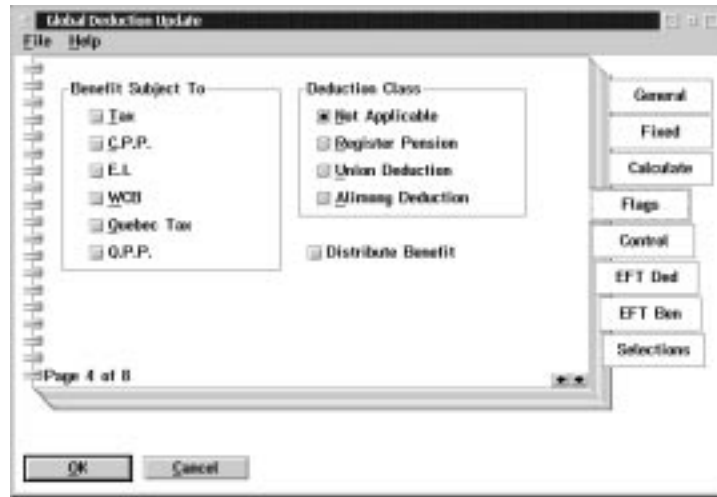 Global Deduction Update
File Help
Benefit Subject To
Tax
C.P.P.
E.I.
WCB
Quebec Tax
Q.P.P.
Deduction Class
Not Applicable
Register Pension
Union Deduction
Alimony Deduction
Distribute Benefit
General
Fixed
Calculate
Flags
Control
EFT Ded
EFT Ben
Selections
Page 4 of 8
OK Cancel